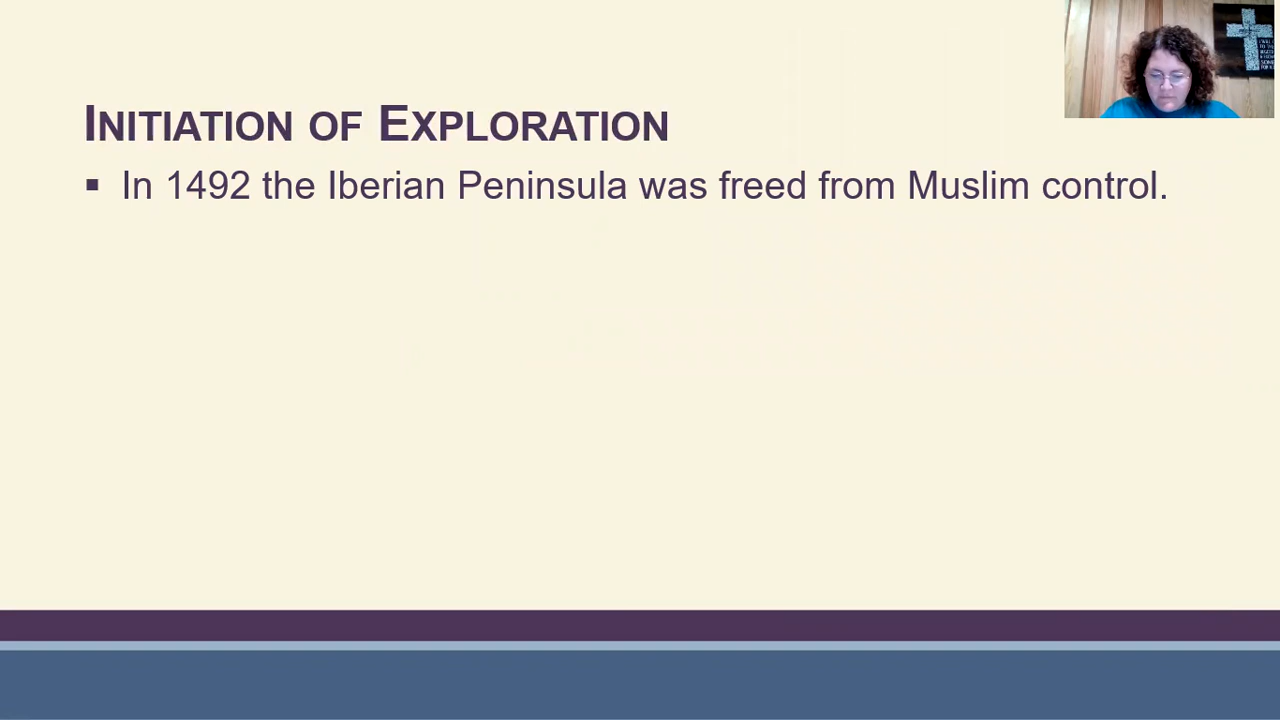 INITIATION OF EXPLORATION
▪ In 1492 the Iberian Peninsula was freed from Muslim control.